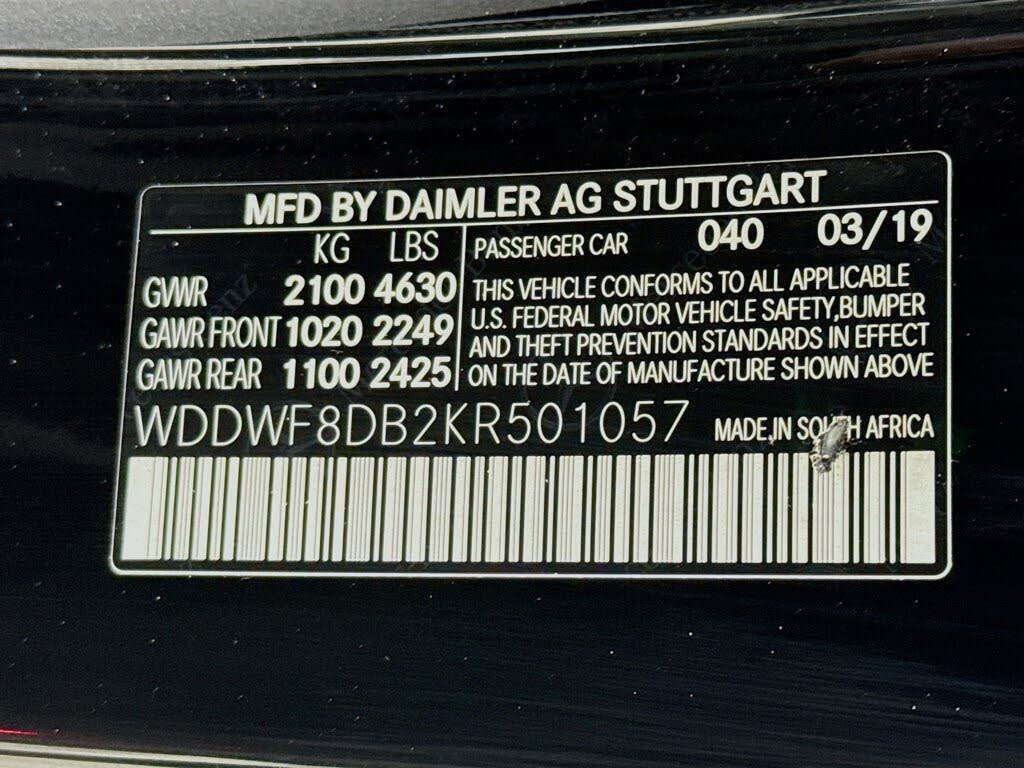 MFD BY DAIMLER AG STUTTGART
KG LBS
GVWR 2100 4630
GAWR FRONT 1020 2249
GAWR REAR 1100 2425
PASSENGER CAR 040 03/19
THIS VEHICLE CONFORMS TO ALL APPLICABLE
U.S. FEDERAL MOTOR VEHICLE SAFETY,BUMPER
AND THEFT PREVENTION STANDARDS IN EFFECT
ON THE DATE OF MANUFACTURE SHOWN ABOVE
WDDWF8DB2KR501057 MADE IN SOUTH AFRICA